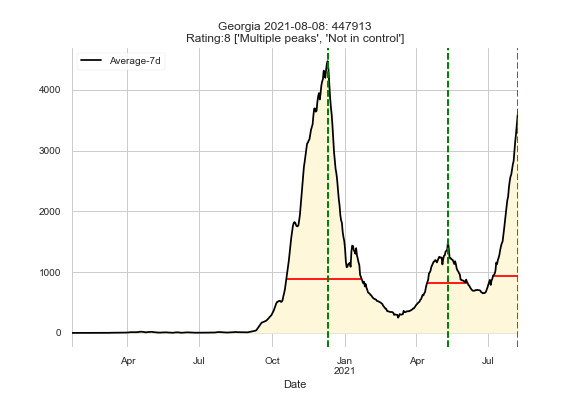 Georgia 2021-08-08: 447913
Rating:8 ['Multiple peaks', 'Not in control']
Average-7d
4000
3000
2000
1000
0
Apr Jul Oct Jan Apr Jul
2021
Date